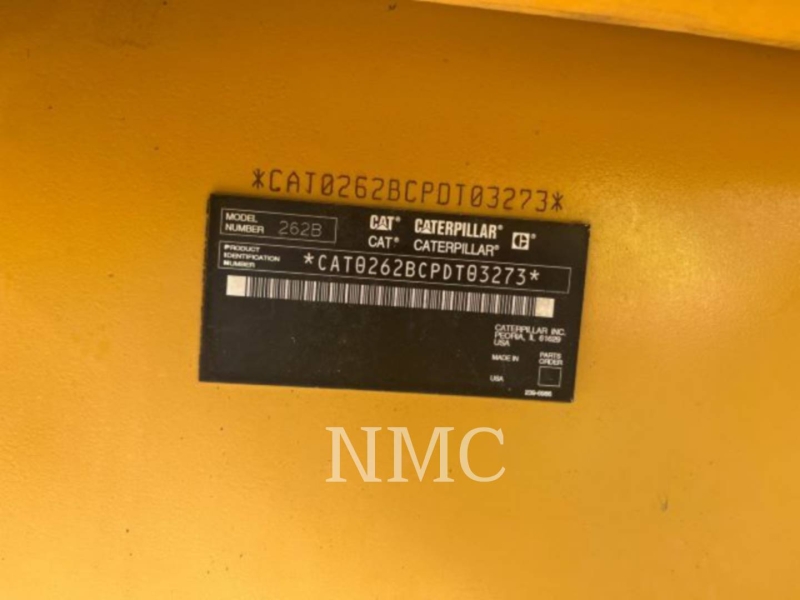 *CAT0262BCPDT03273*
MODEL NUMBER 262B
CAT® CATERPILLAR®
CAT® CATERPILLAR®
PRODUCT IDENTIFICATION NUMBER *CAT0262BCPDT03273*
CATERPILLAR INC.
PEORIA, IL 61629
USA
MADE IN
PARTS ORDER
USA
NMC